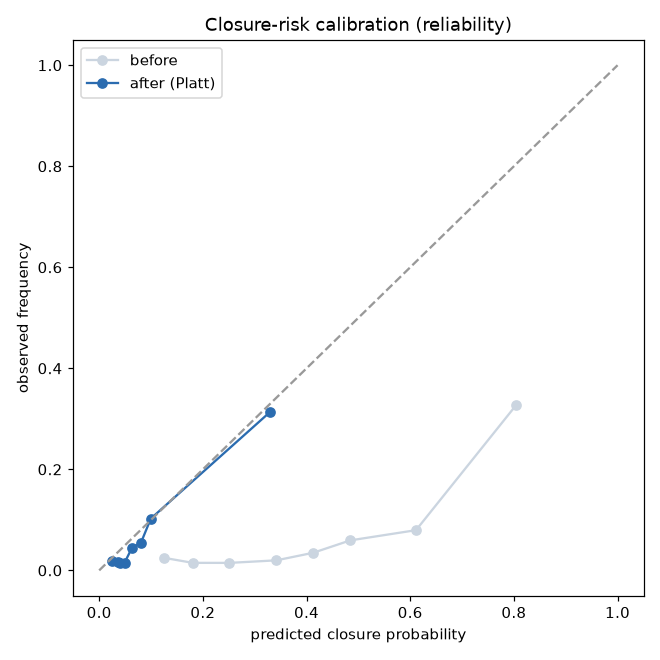 Closure-risk calibration (reliability)
before
after (Platt)
1.0
0.8
0.6
0.4
0.2
0.0
observed frequency
0.0 0.2 0.4 0.6 0.8 1.0
predicted closure probability